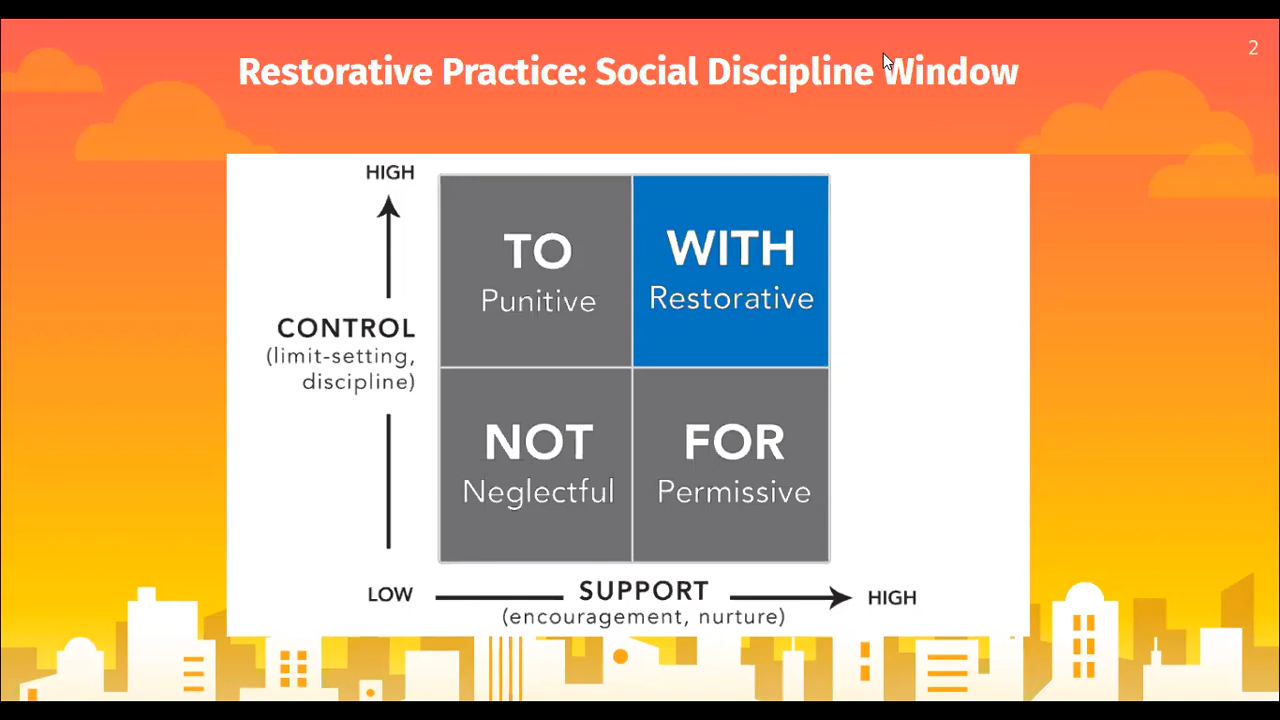 2
Restorative Practice: Social Discipline Window
HIGH
TO
Punitive
WITH
Restorative
CONTROL
(limit-setting,
discipline)
NOT
Neglectful
FOR
Permissive
LOW
SUPPORT
HIGH
(encouragement, nurture)